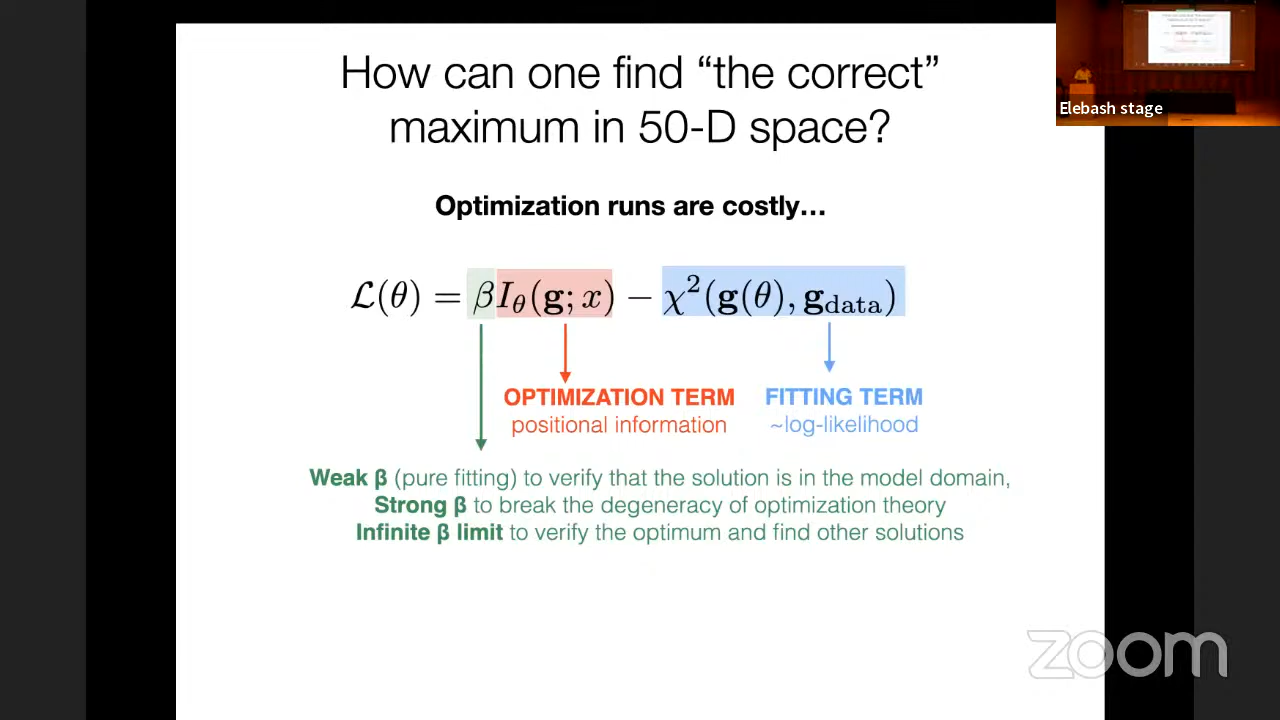 How can one find “the correct”
maximum in 50-D space?
Elebash stage
Optimization runs are costly…
ℒ(θ) = βI_θ(g; x) − χ²(g(θ), g_data)
OPTIMIZATION TERM
positional information
FITTING TERM
~log-likelihood
Weak β (pure fitting) to verify that the solution is in the model domain,
Strong β to break the degeneracy of optimization theory
Infinite β limit to verify the optimum and find other solutions
zoom